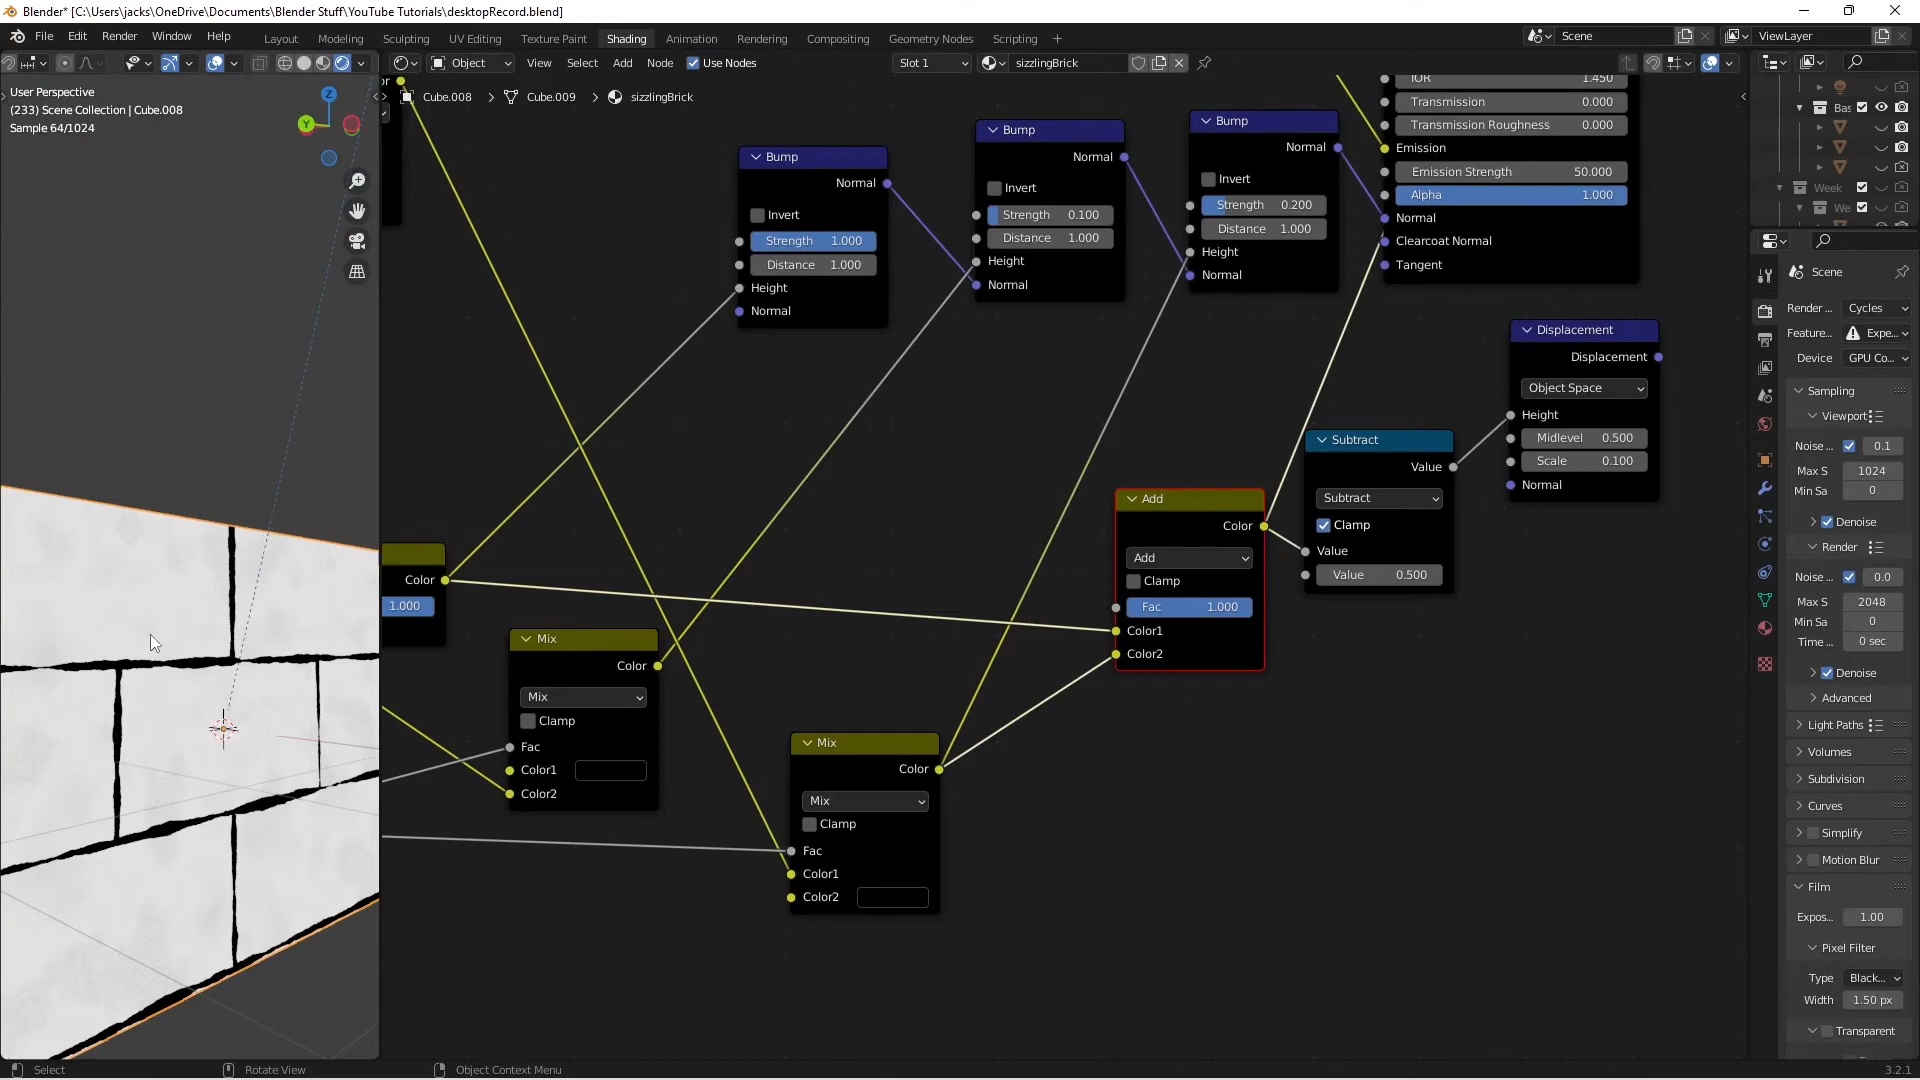 Blender* [C:\Users\jacks\OneDrive\Documents\Blender Stuff\YouTube Tutorials\desktopRecord.blend]
File Edit Render Window Help
Layout Modeling Sculpting UV Editing Texture Paint Shading Animation Rendering Compositing Geometry Nodes Scripting +
Scene
ViewLayer
Object View Select Add Node Use Nodes
Slot 1
sizzlingBrick
Cube.008 > Cube.009 > sizzlingBrick
User Perspective
(233) Scene Collection | Cube.008
Sample 64/1024
Y
Z
Bump
Normal
Invert
Strength 1.000
Distance 1.000
Height
Normal
Bump
Normal
Invert
Strength 0.100
Distance 1.000
Height
Normal
Bump
Normal
Invert
Strength 0.200
Distance 1.000
Height
Normal
IOR 1.450
Transmission 0.000
Transmission Roughness 0.000
Emission
Emission Strength 50.000
Alpha 1.000
Normal
Clearcoat Normal
Tangent
Displacement
Displacement
Object Space
Height
Midlevel 0.500
Scale 0.100
Normal
Subtract
Value
Subtract
Clamp
Value
Value 0.500
Add
Color
Add
Clamp
Fac 1.000
Color1
Color2
Color
1.000
Mix
Color
Mix
Clamp
Fac
Color1
Color2
Mix
Color
Mix
Clamp
Fac
Color1
Color2
Bas
Week
We
Scene
Render ... Cycles
Feature... Expe...
Device GPU Co...
Sampling
Viewport
Noise ... 0.1
Max S 1024
Min Sa 0
Denoise
Render
Noise ... 0.0
Max S 2048
Min Sa 0
Time ... 0 sec
Denoise
Advanced
Light Paths
Volumes
Subdivision
Curves
Simplify
Motion Blur
Film
Expos... 1.00
Pixel Filter
Type Black...
Width 1.50 px
Transparent
Select
Rotate View
Object Context Menu
3.2.1